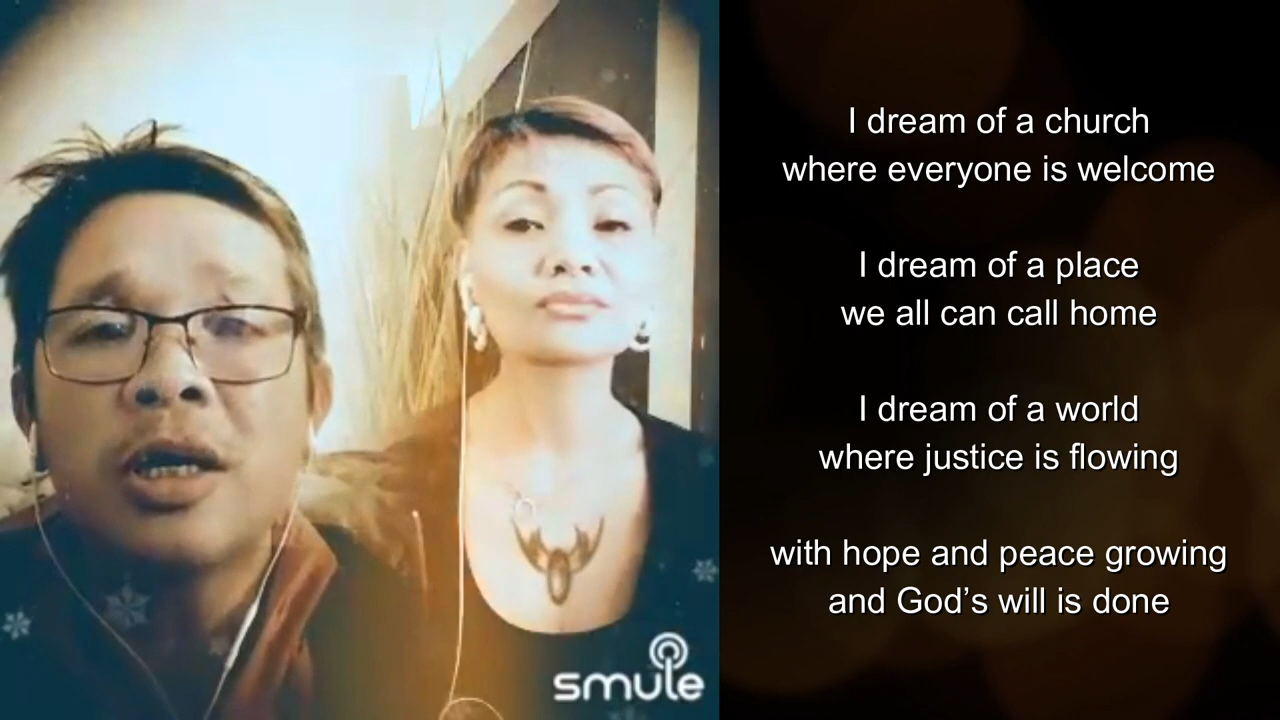 I dream of a church
where everyone is welcome
I dream of a place
we all can call home
I dream of a world
where justice is flowing
with hope and peace growing
and God’s will is done
smule